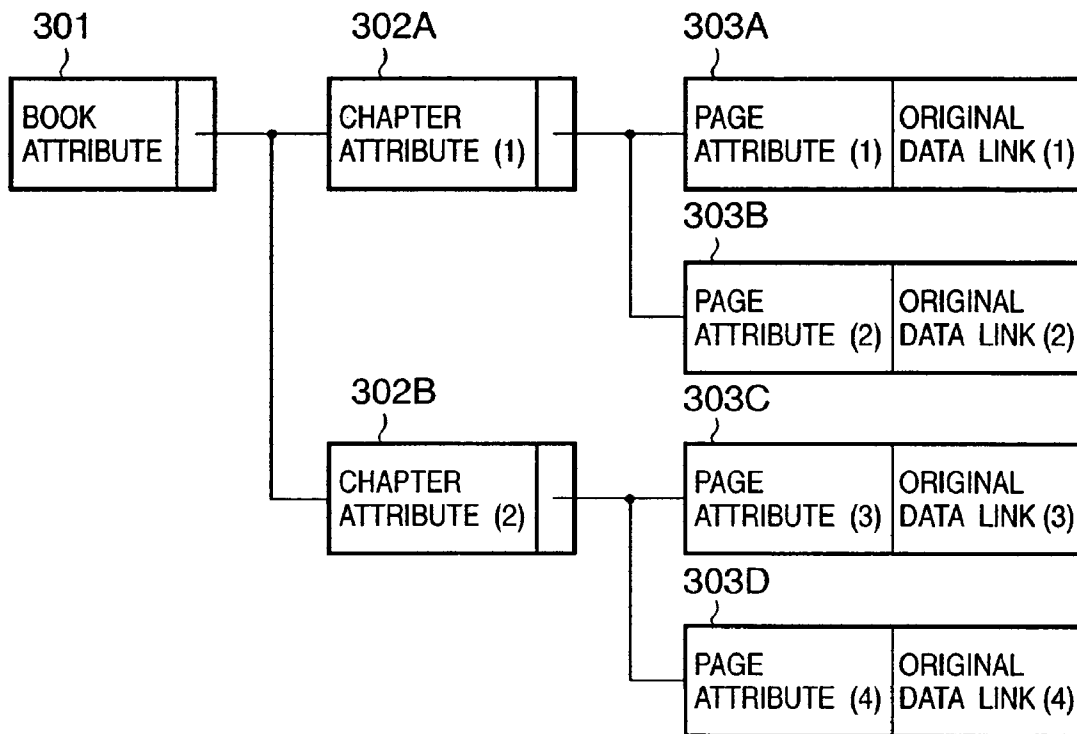 301
BOOK
ATTRIBUTE
302A
CHAPTER
ATTRIBUTE (1)
303A
PAGE
ATTRIBUTE (1)
ORIGINAL
DATA LINK (1)
303B
PAGE
ATTRIBUTE (2)
ORIGINAL
DATA LINK (2)
302B
CHAPTER
ATTRIBUTE (2)
303C
PAGE
ATTRIBUTE (3)
ORIGINAL
DATA LINK (3)
303D
PAGE
ATTRIBUTE (4)
ORIGINAL
DATA LINK (4)